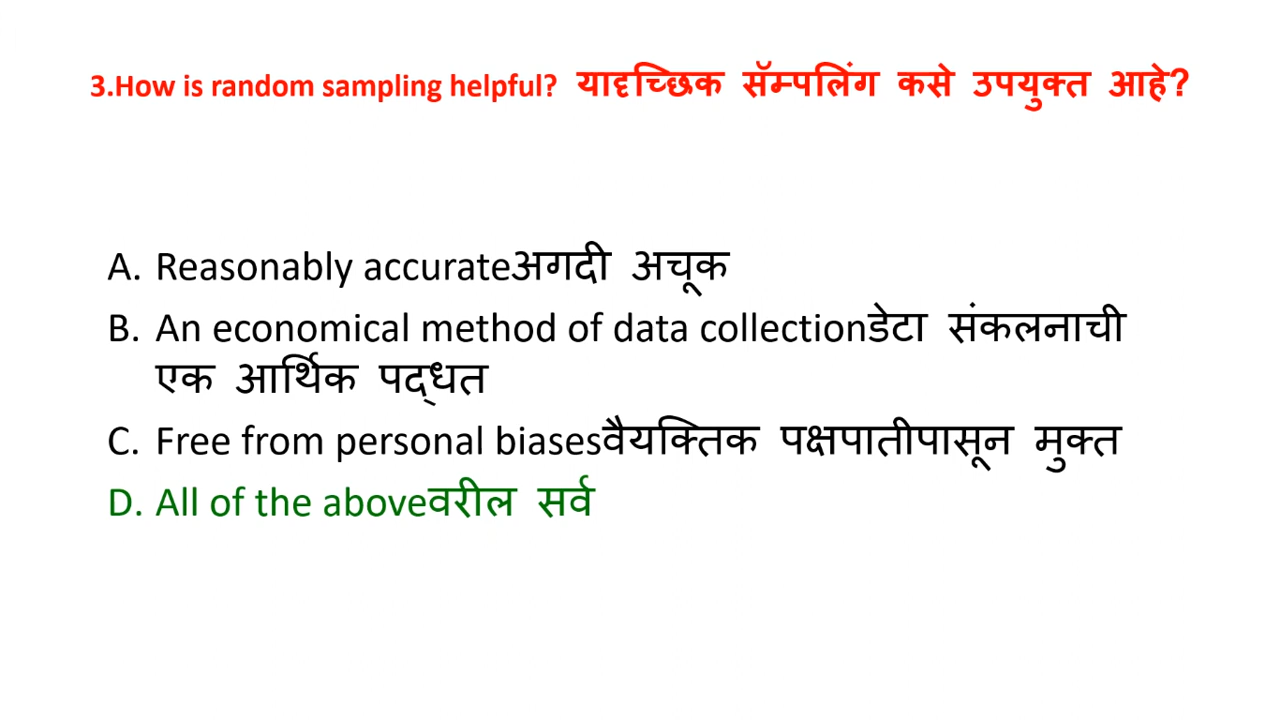 3.How is random sampling helpful? यादृच्छिक सॅम्पलिंग कसे उपयुक्त आहे?
A. Reasonably accurateअगदी अचूक
B. An economical method of data collectionडेटा संकलनाची
एक आर्थिक पद्धत
C. Free from personal biasesवैयक्तिक पक्षपातीपासून मुक्त
D. All of the aboveवरील सर्व